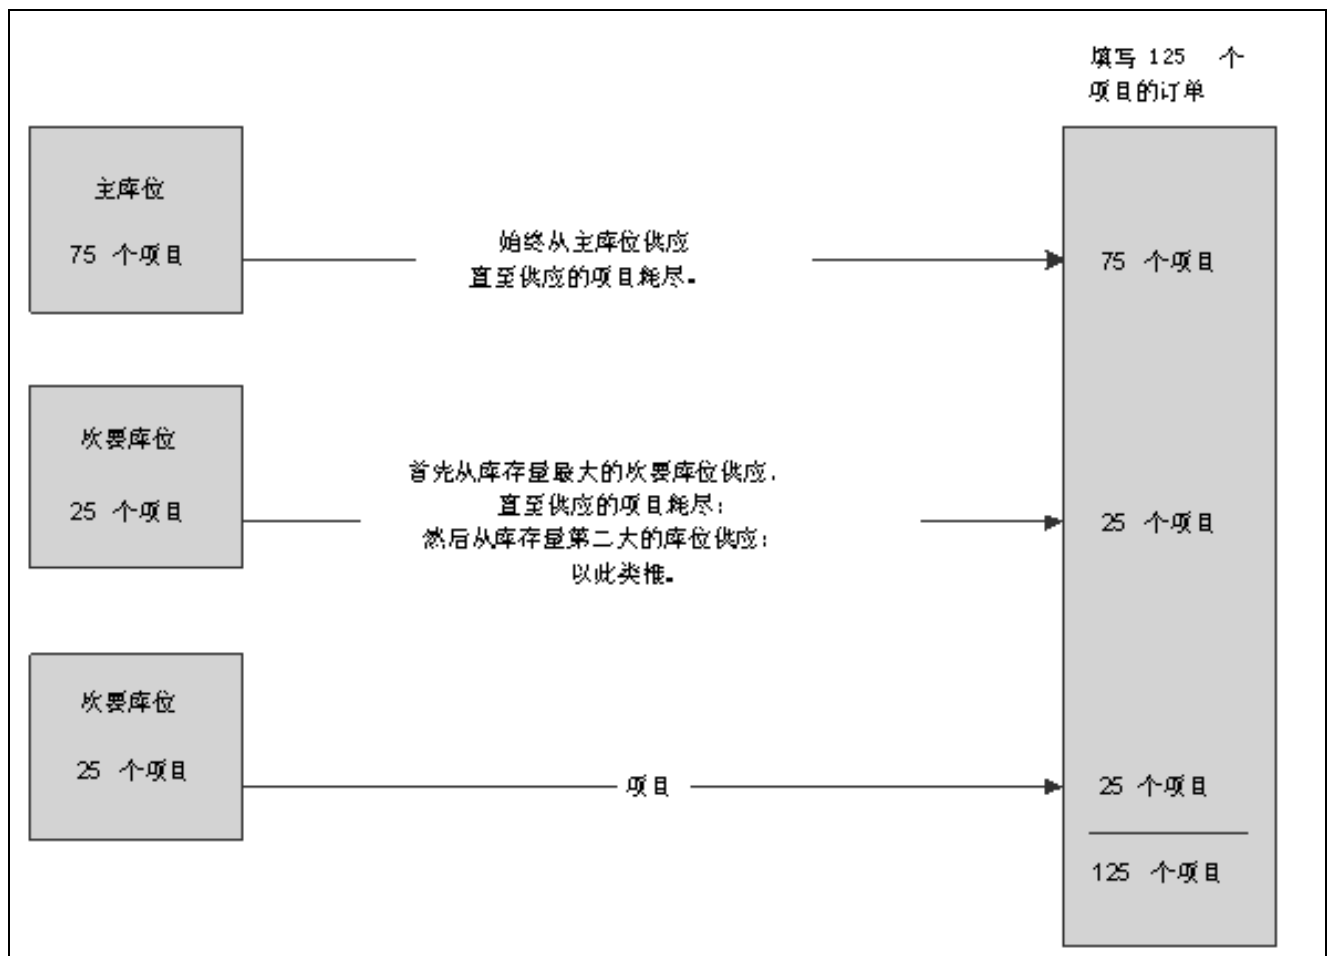 填写 125 个
项目的订单
主库位
75 个项目
始终从主库位供应
直至供应的项目耗尽。
75 个项目
次要库位
25 个项目
首先从库存量最大的次要库位供应，
直至供应的项目耗尽；
然后从库存量第二大的库位供应；
以此类推。
25 个项目
次要库位
25 个项目
项目
25 个项目
125 个项目